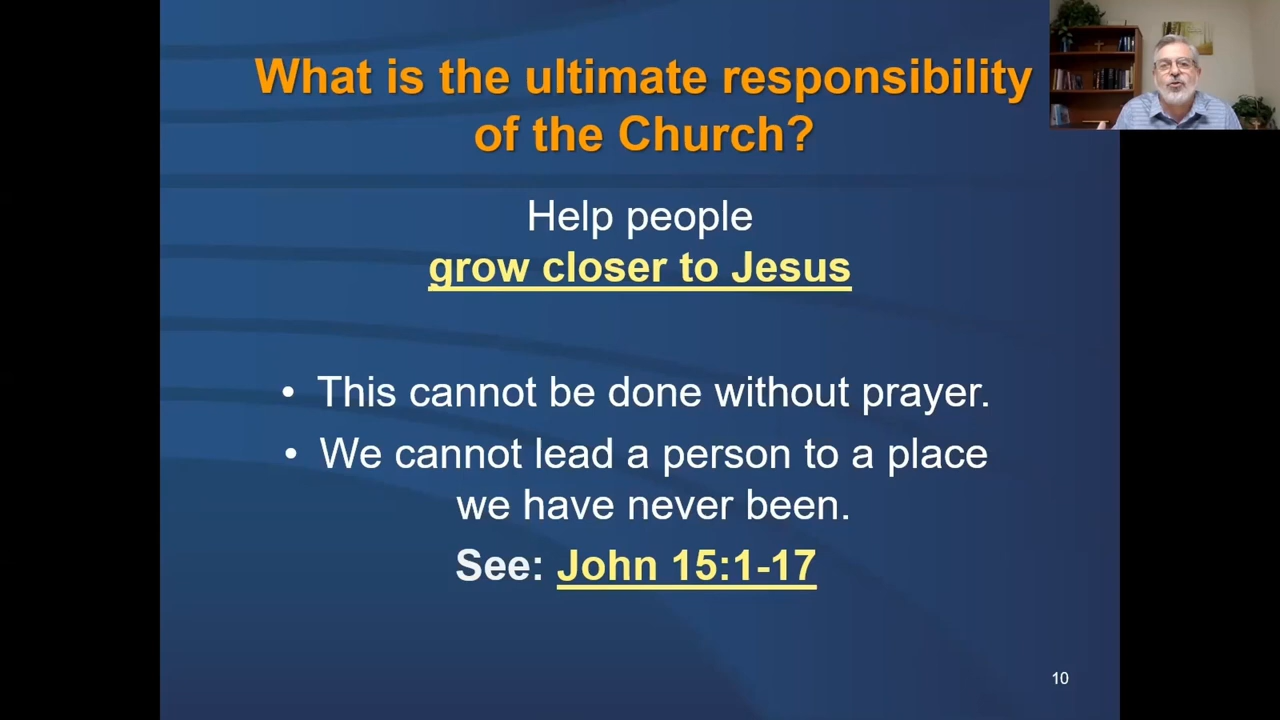 What is the ultimate responsibility
of the Church?
Help people
grow closer to Jesus
• This cannot be done without prayer.
• We cannot lead a person to a place
we have never been.
See: John 15:1-17
10